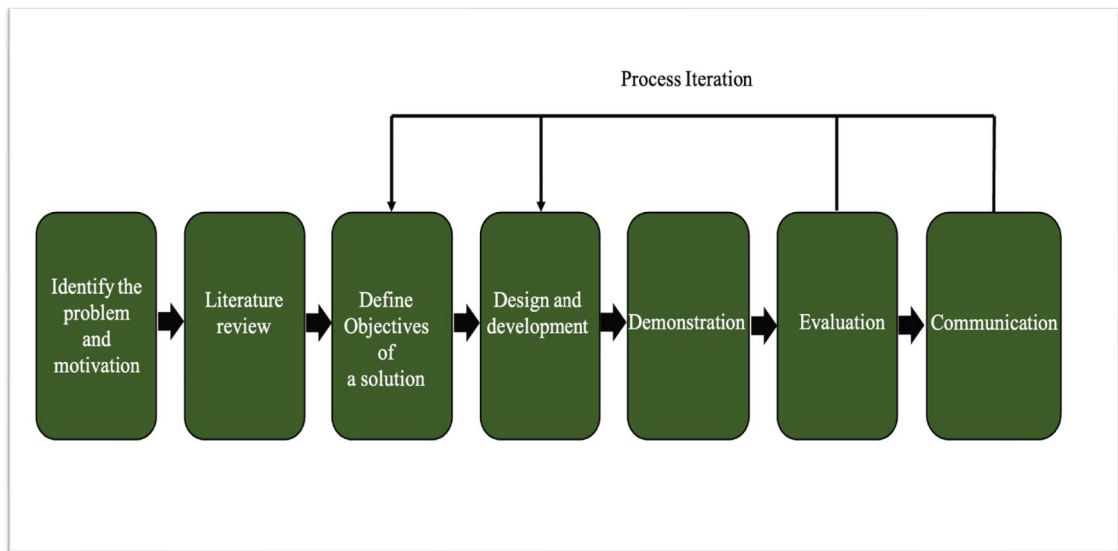 Process Iteration
Identify the
problem
and
motivation
Literature
review
Define
Objectives
of
a solution
Design and
development
Demonstration
Evaluation
Communication